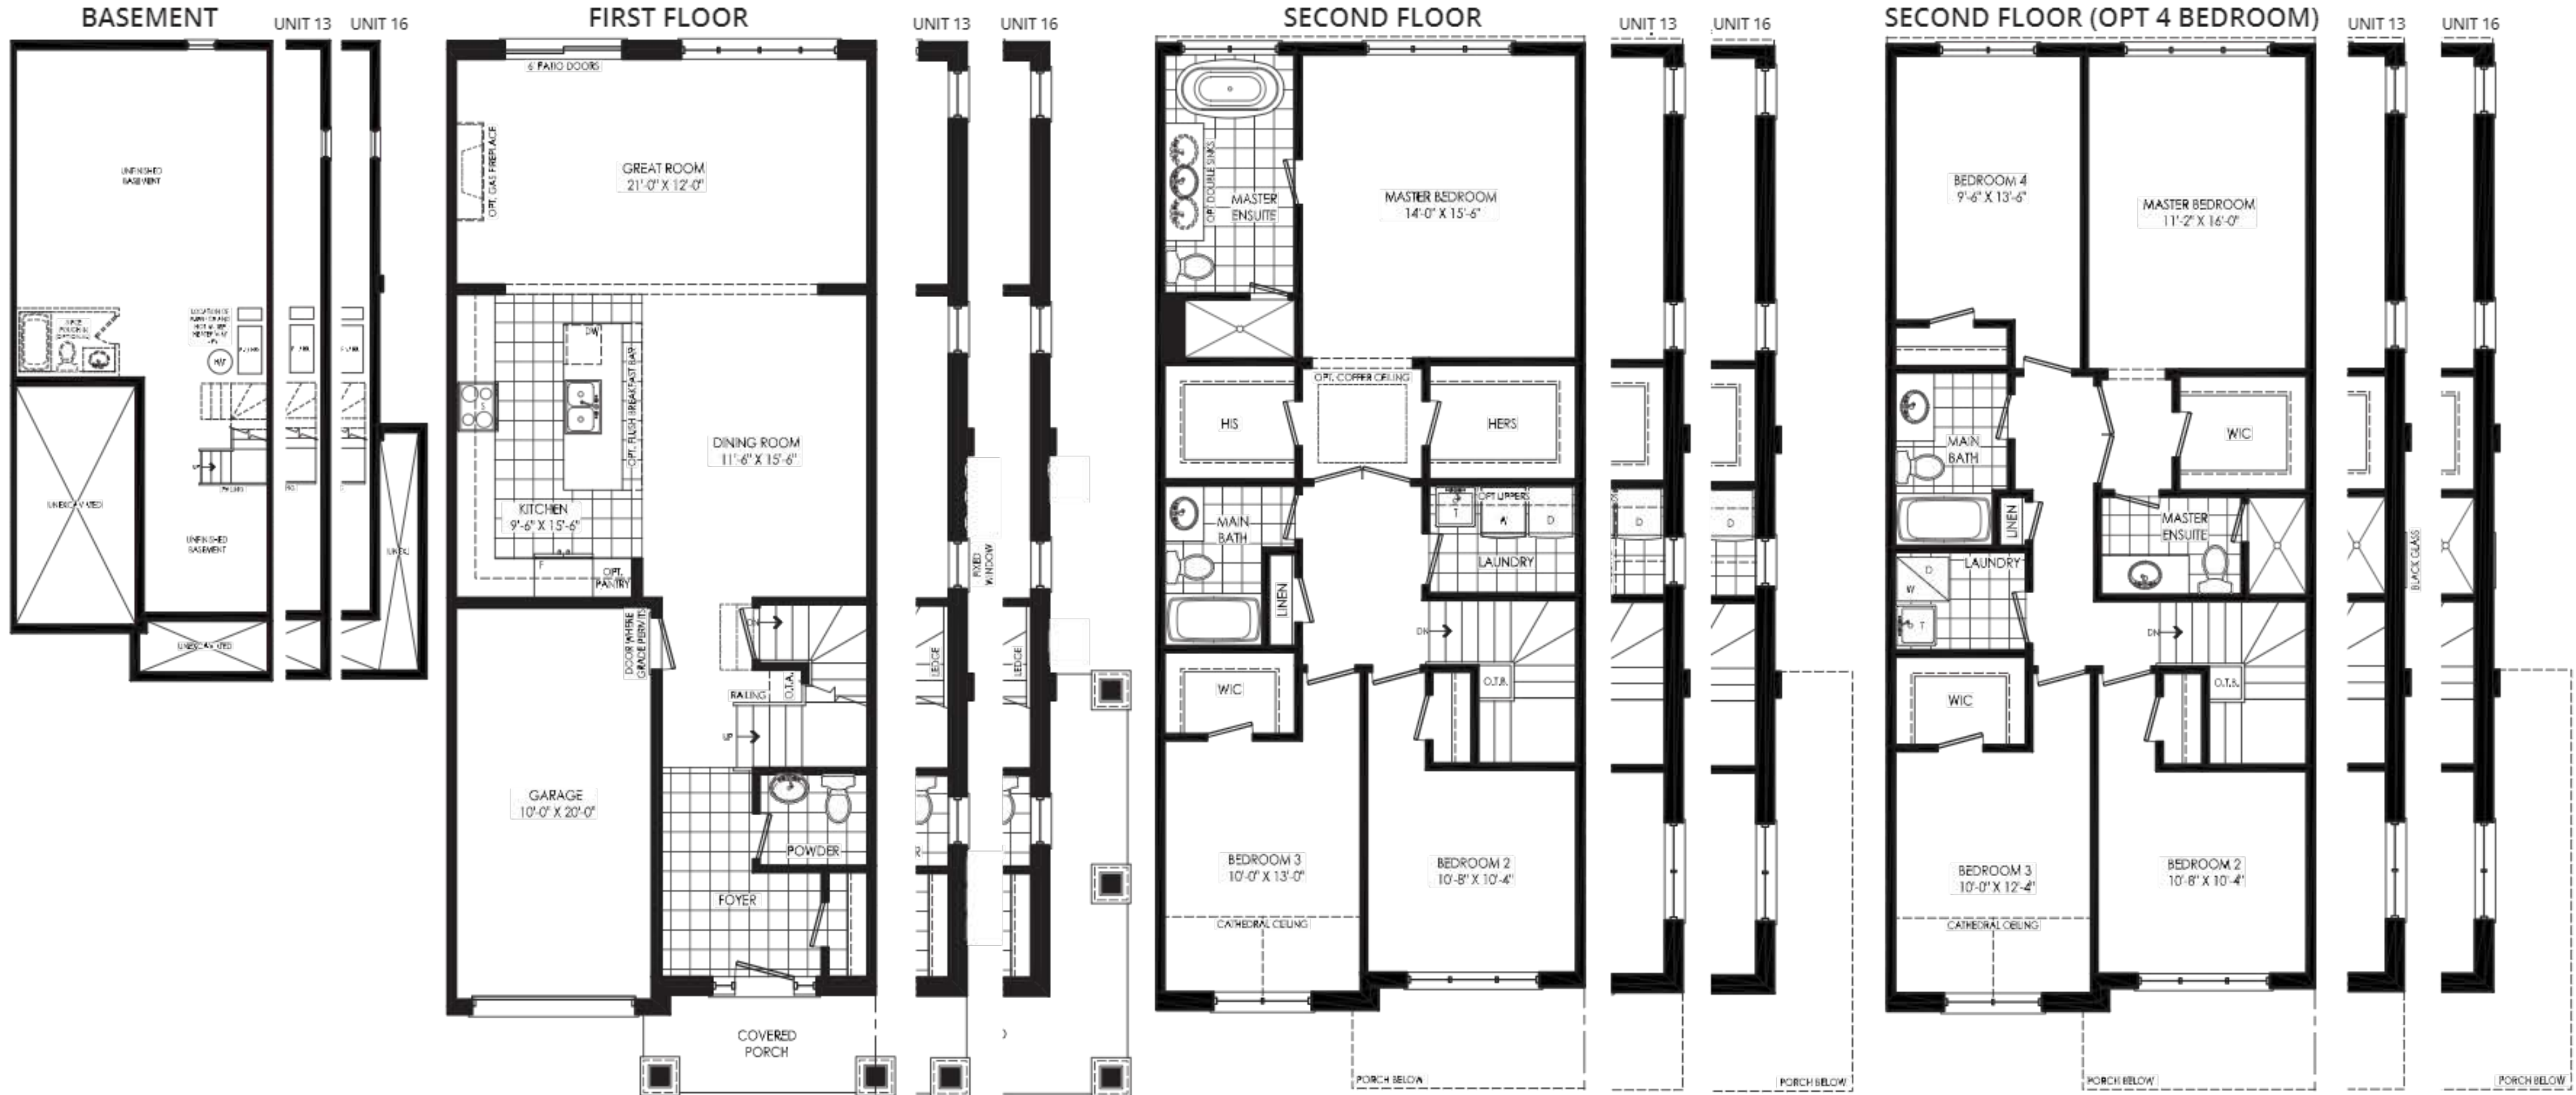 BASEMENT
UNIT 13
UNIT 16
UNFINISHED
BASEMENT
LOCATION OF
HWT
UP
RAILING
UNEXCAVATED
UNFINISHED
BASEMENT
UNEXCAVATED
UNEX.
FIRST FLOOR
UNIT 13
UNIT 16
6' PATIO DOORS
OPT. GAS FIREPLACE
GREAT ROOM
21'-0" X 12'-0"
DW
S
OPT. FLUSH BREAKFAST BAR
DINING ROOM
11'-6" X 15'-6"
KITCHEN
9'-6" X 15'-6"
F
OPT.
PANTRY
FIXED
WINDOW
DOOR WHERE
GRADE PERMITS
DN
LEDGE
LEDGE
RAILING
O.T.A.
UP
GARAGE
10'-0" X 20'-0"
POWDER
R
FOYER
COVERED
PORCH
SECOND FLOOR
UNIT 13
UNIT 16
OPT. DOUBLE SINKS
MASTER
ENSUITE
MASTER BEDROOM
14'-0" X 15'-6"
OPT. COFFER CEILING
HIS
HERS
MAIN
BATH
OPT UPPERS
T
W
D
D
D
LAUNDRY
LINEN
DN
WIC
O.T.B.
BEDROOM 3
10'-0" X 13'-0"
BEDROOM 2
10'-8" X 10'-4"
CATHEDRAL CEILING
PORCH BELOW
PORCH BELOW
SECOND FLOOR (OPT 4 BEDROOM)
UNIT 13
UNIT 16
BEDROOM 4
9'-6" X 13'-6"
MASTER BEDROOM
11'-2" X 16'-0"
MAIN
BATH
WIC
LINEN
MASTER
ENSUITE
BLACK GLASS
LAUNDRY
D
W
T
DN
WIC
O.T.B.
BEDROOM 3
10'-0" X 12'-4"
BEDROOM 2
10'-8" X 10'-4"
CATHEDRAL CEILING
PORCH BELOW
PORCH BELOW